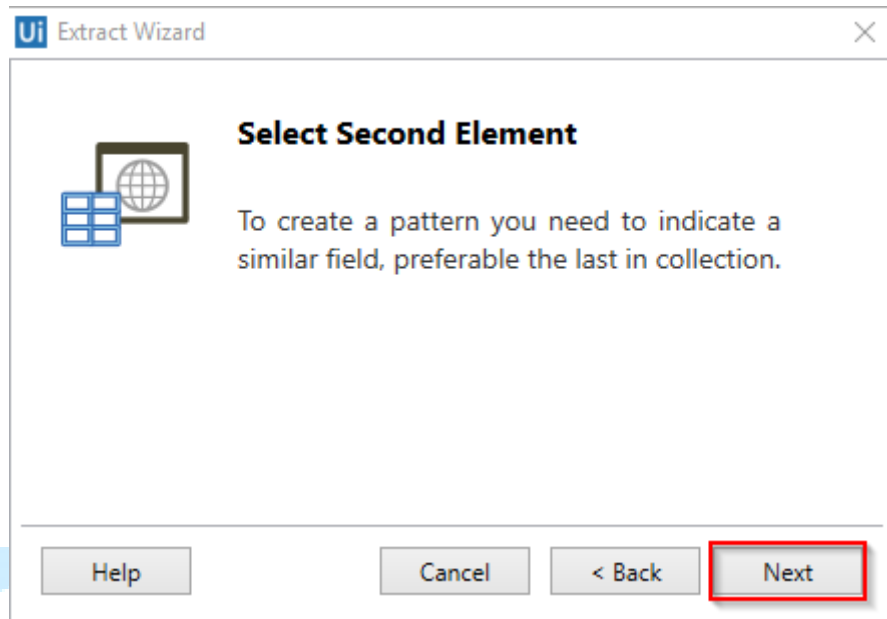 Ui Extract Wizard
Select Second Element
To create a pattern you need to indicate a
similar field, preferable the last in collection.
Help Cancel < Back Next